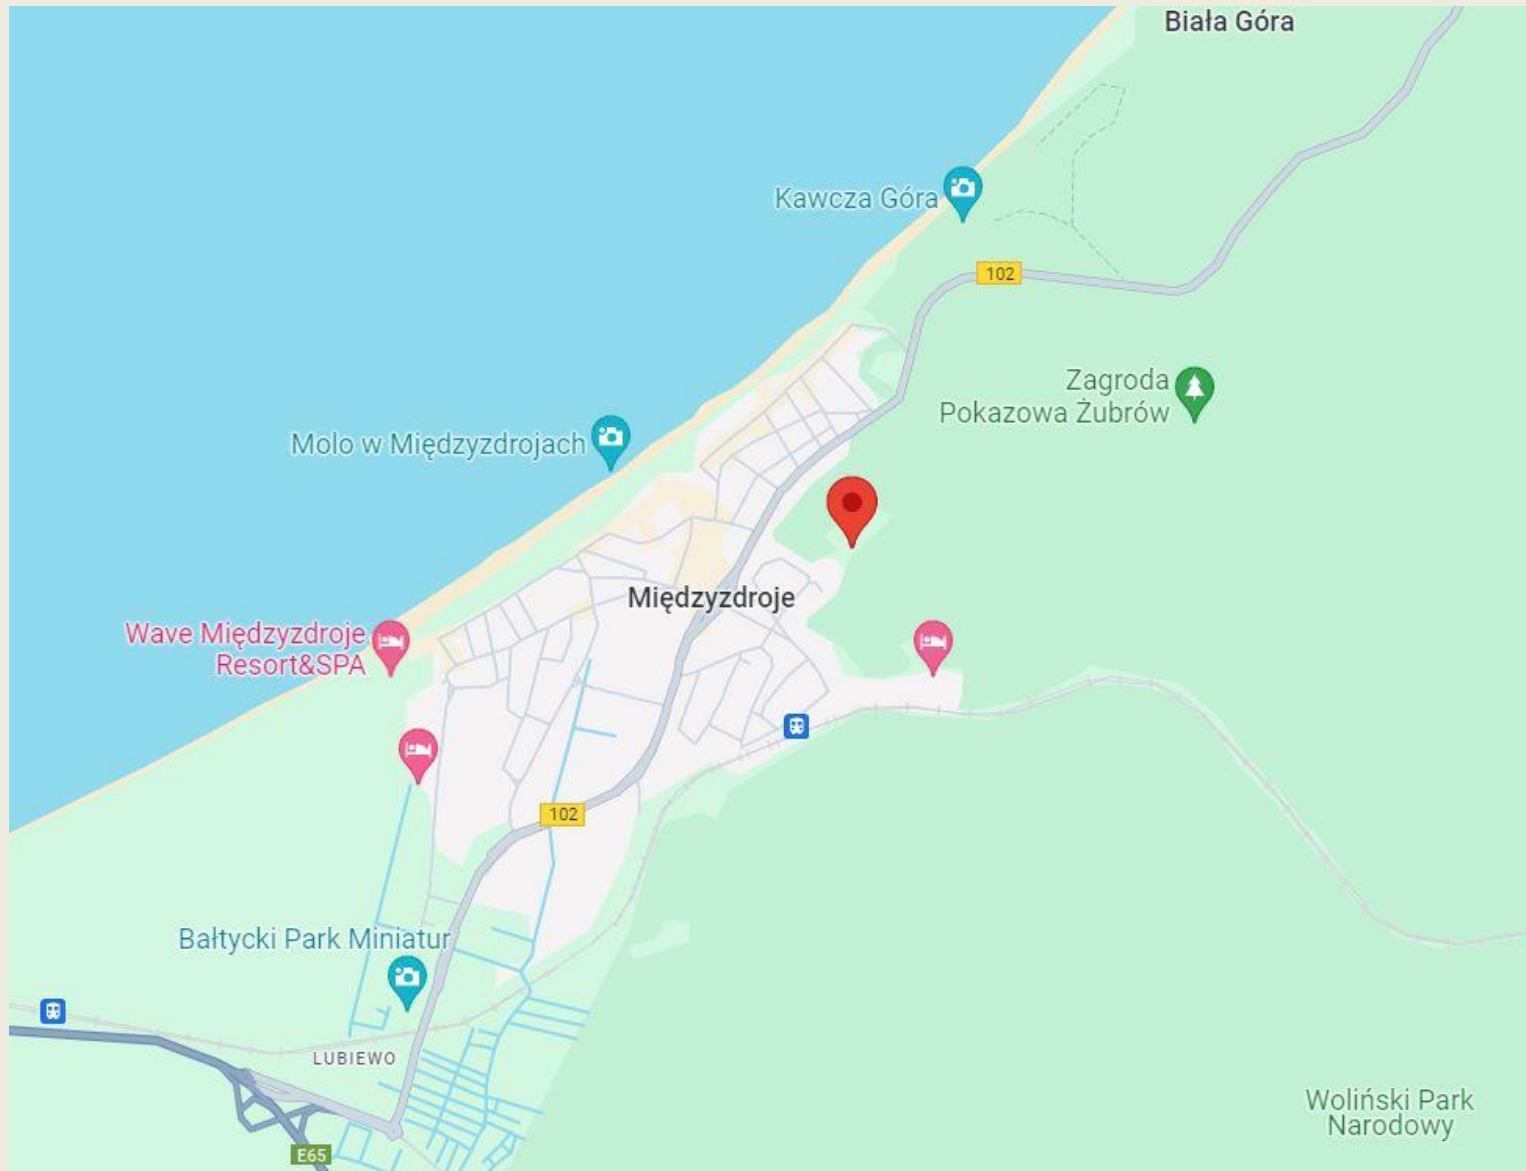 Biała Góra
Kawcza Góra
102
Zagroda
Pokazowa Żubrów
Molo w Międzyzdrojach
Międzyzdroje
Wave Międzyzdroje
Resort&SPA
102
Bałtycki Park Miniatur
LUBIEWO
Woliński Park
Narodowy
E65